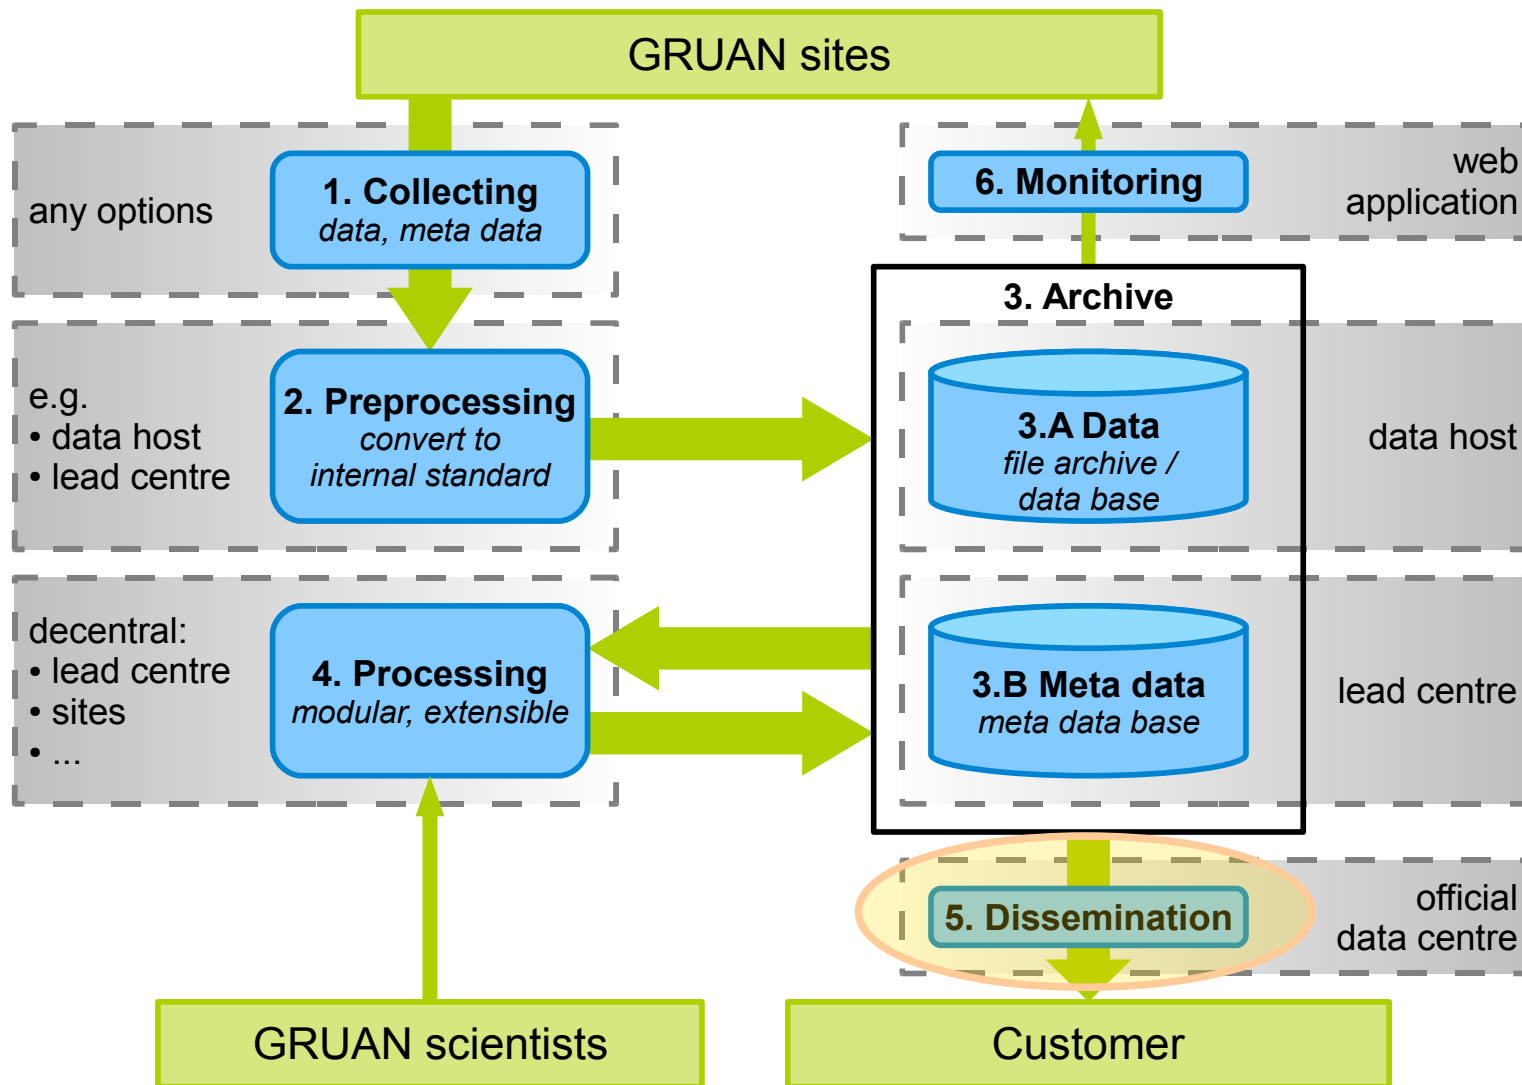 GRUAN sites
any options
1. Collecting
data, meta data
6. Monitoring
web
application
e.g.
• data host
• lead centre
2. Preprocessing
convert to
internal standard
3. Archive
3.A Data
file archive /
data base
data host
decentral:
• lead centre
• sites
• ...
4. Processing
modular, extensible
3.B Meta data
meta data base
lead centre
5. Dissemination
official
data centre
GRUAN scientists
Customer